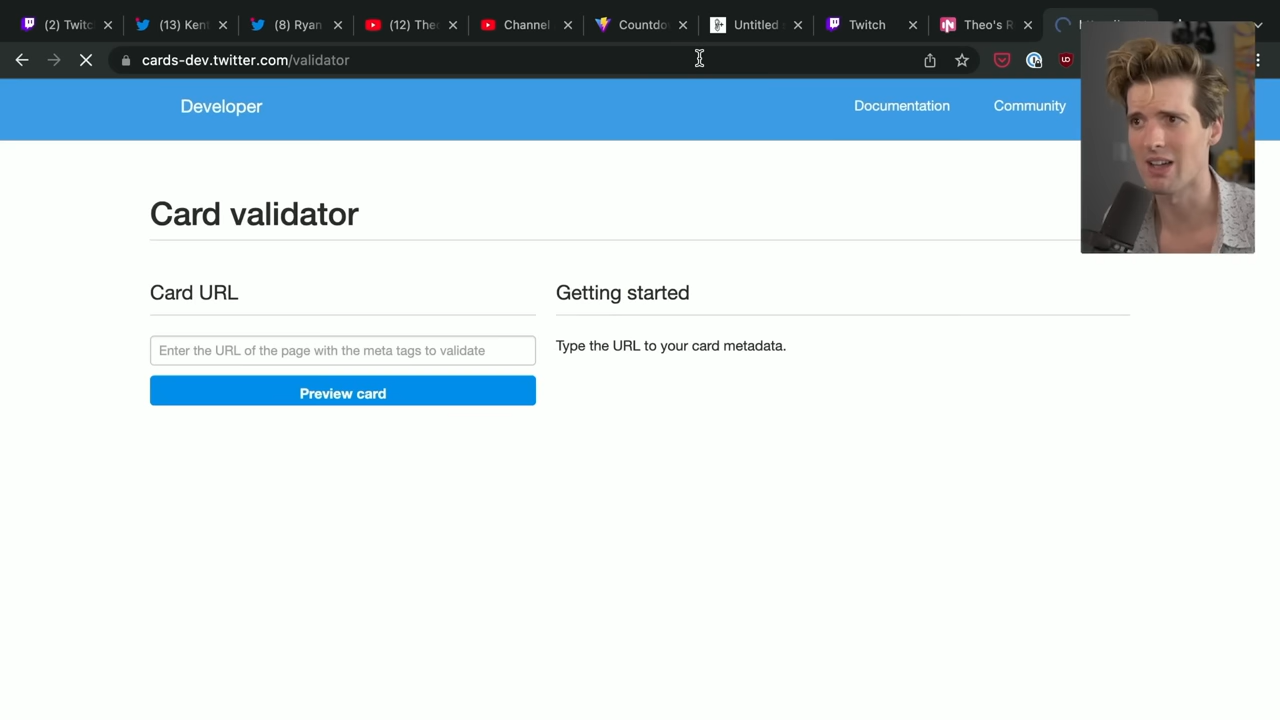 (2) Twitc
(13) Ken
(8) Ryan
(12) The
Channel
Countdo
Untitled
Twitch
Theo's R
cards-dev.twitter.com/validator
Developer
Documentation
Community
Card validator
Card URL
Getting started
Enter the URL of the page with the meta tags to validate
Type the URL to your card metadata.
Preview card